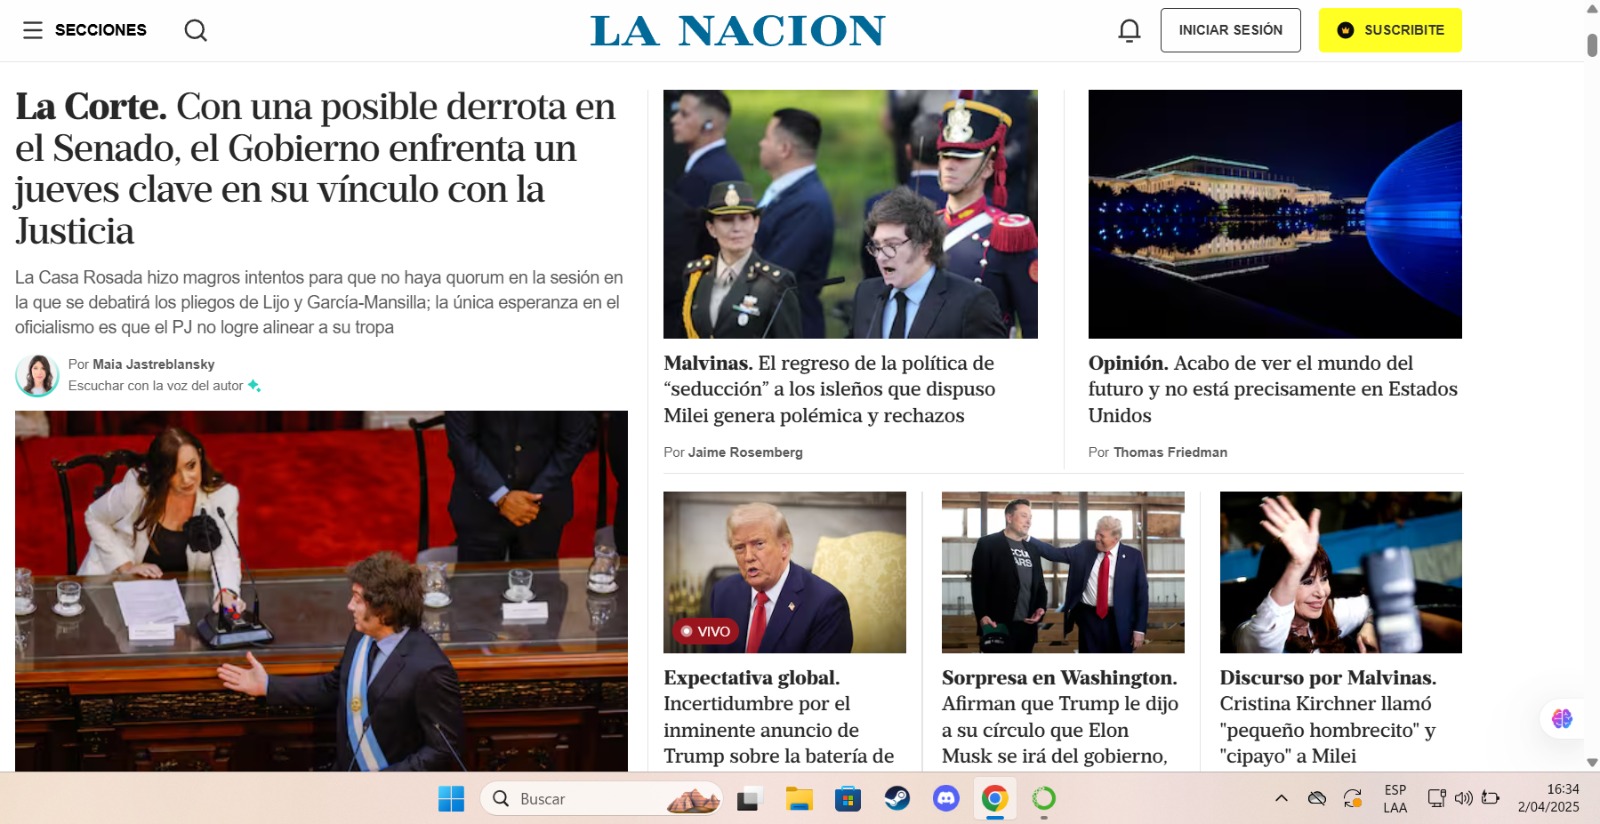 SECCIONES
LA NACION
INICIAR SESIÓN
SUSCRIBITE
La Corte. Con una posible derrota en
el Senado, el Gobierno enfrenta un
jueves clave en su vínculo con la
Justicia
La Casa Rosada hizo magros intentos para que no haya quorum en la sesión en
la que se debatirá los pliegos de Lijo y García-Mansilla; la única esperanza en el
oficialismo es que el PJ no logre alinear a su tropa
Por Maia Jastreblansky
Escuchar con la voz del autor
Malvinas. El regreso de la política de
“seducción” a los isleños que dispuso
Milei genera polémica y rechazos
Por Jaime Rosemberg
Opinión. Acabo de ver el mundo del
futuro y no está precisamente en Estados
Unidos
Por Thomas Friedman
VIVO
Expectativa global.
Incertidumbre por el
inminente anuncio de
Trump sobre la batería de
Sorpresa en Washington.
Afirman que Trump le dijo
a su círculo que Elon
Musk se irá del gobierno,
Discurso por Malvinas.
Cristina Kirchner llamó
"pequeño hombrecito" y
"cipayo" a Milei
Buscar
ESP
LAA
16:34
2/04/2025